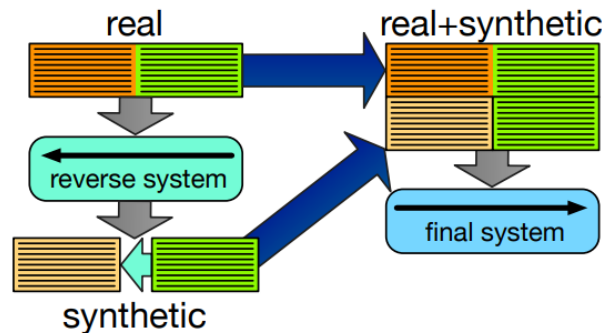 real
real+synthetic
reverse system
final system
synthetic